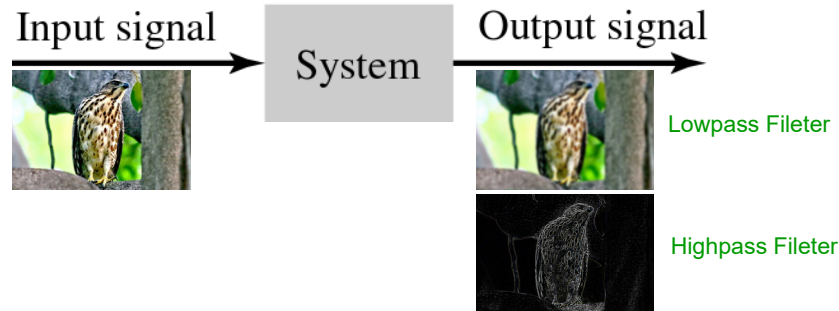 Input signal
System
Output signal
Lowpass Fileter
Highpass Fileter